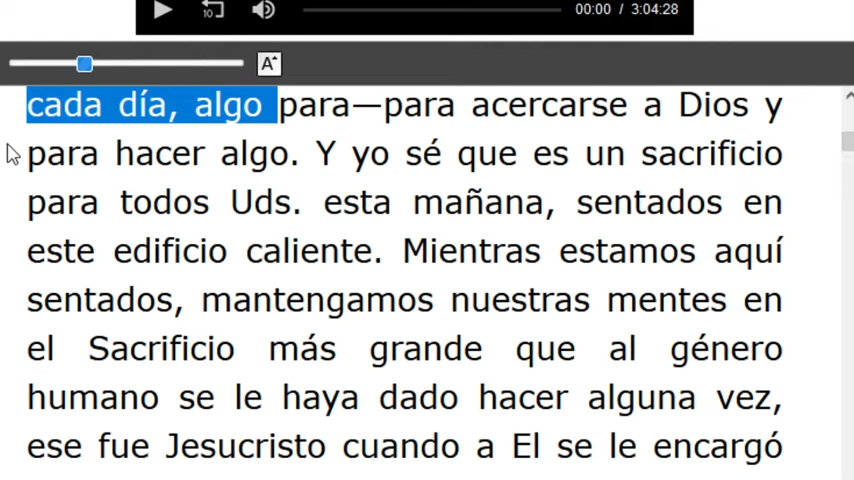 10
00:00 / 3:04:28
A
cada día, algo para—para acercarse a Dios y
para hacer algo. Y yo sé que es un sacrificio
para todos Uds. esta mañana, sentados en
este edificio caliente. Mientras estamos aquí
sentados, mantengamos nuestras mentes en
el Sacrificio más grande que al género
humano se le haya dado hacer alguna vez,
ese fue Jesucristo cuando a El se le encargó